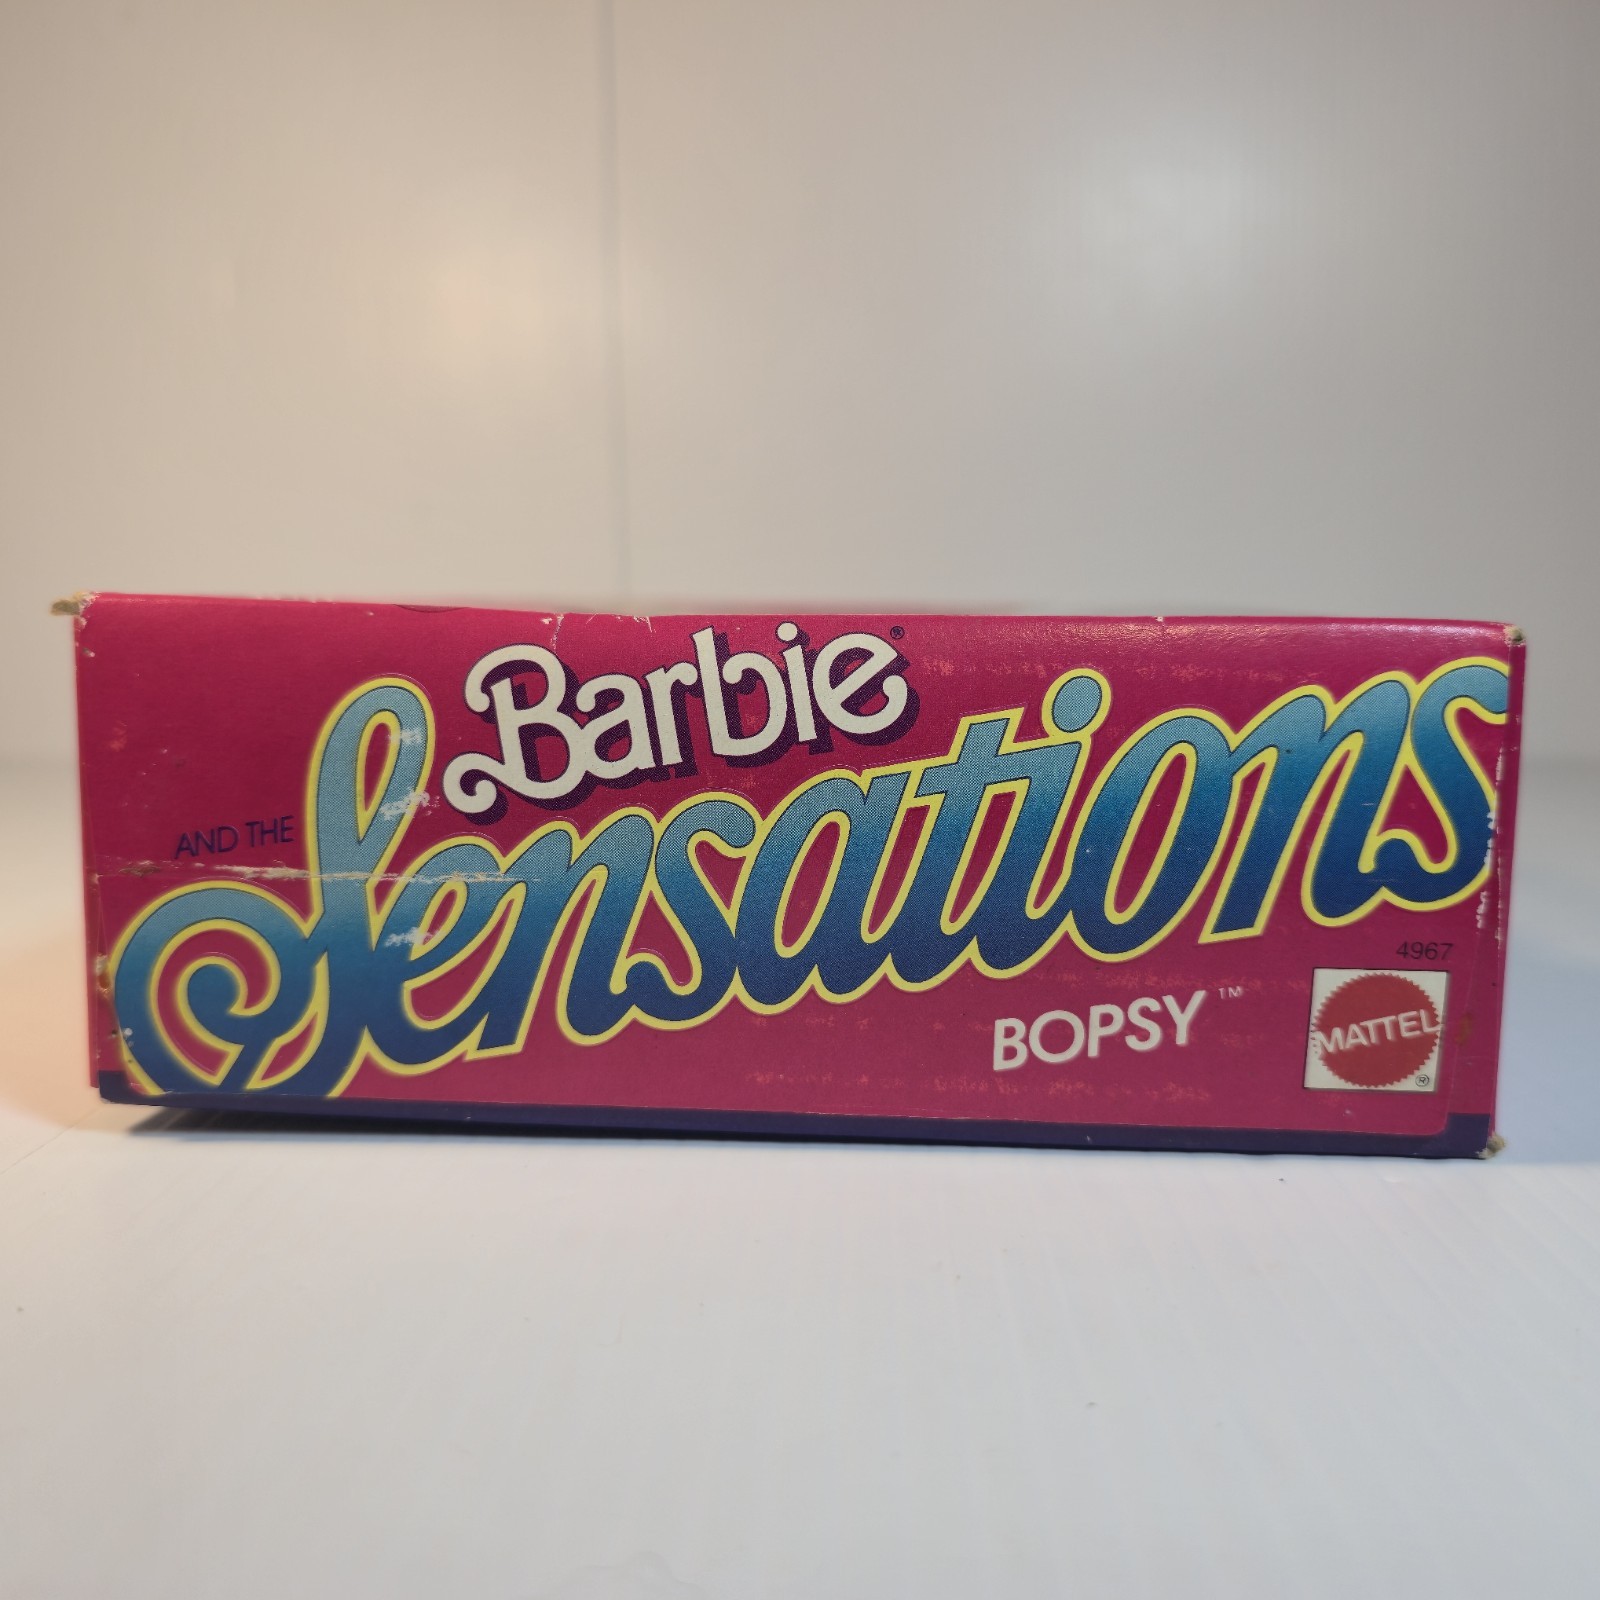 Barbie®
AND THE
Sensations
4967
BOPSY™
MATTEL®